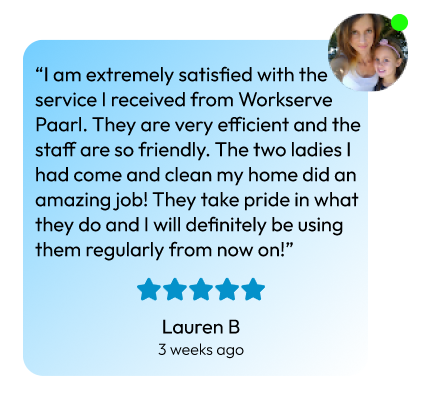 “I am extremely satisfied with the
service I received from Workserve
Paarl. They are very efficient and the
staff are so friendly. The two ladies I
had come and clean my home did an
amazing job! They take pride in what
they do and I will definitely be using
them regularly from now on!”
Lauren B
3 weeks ago